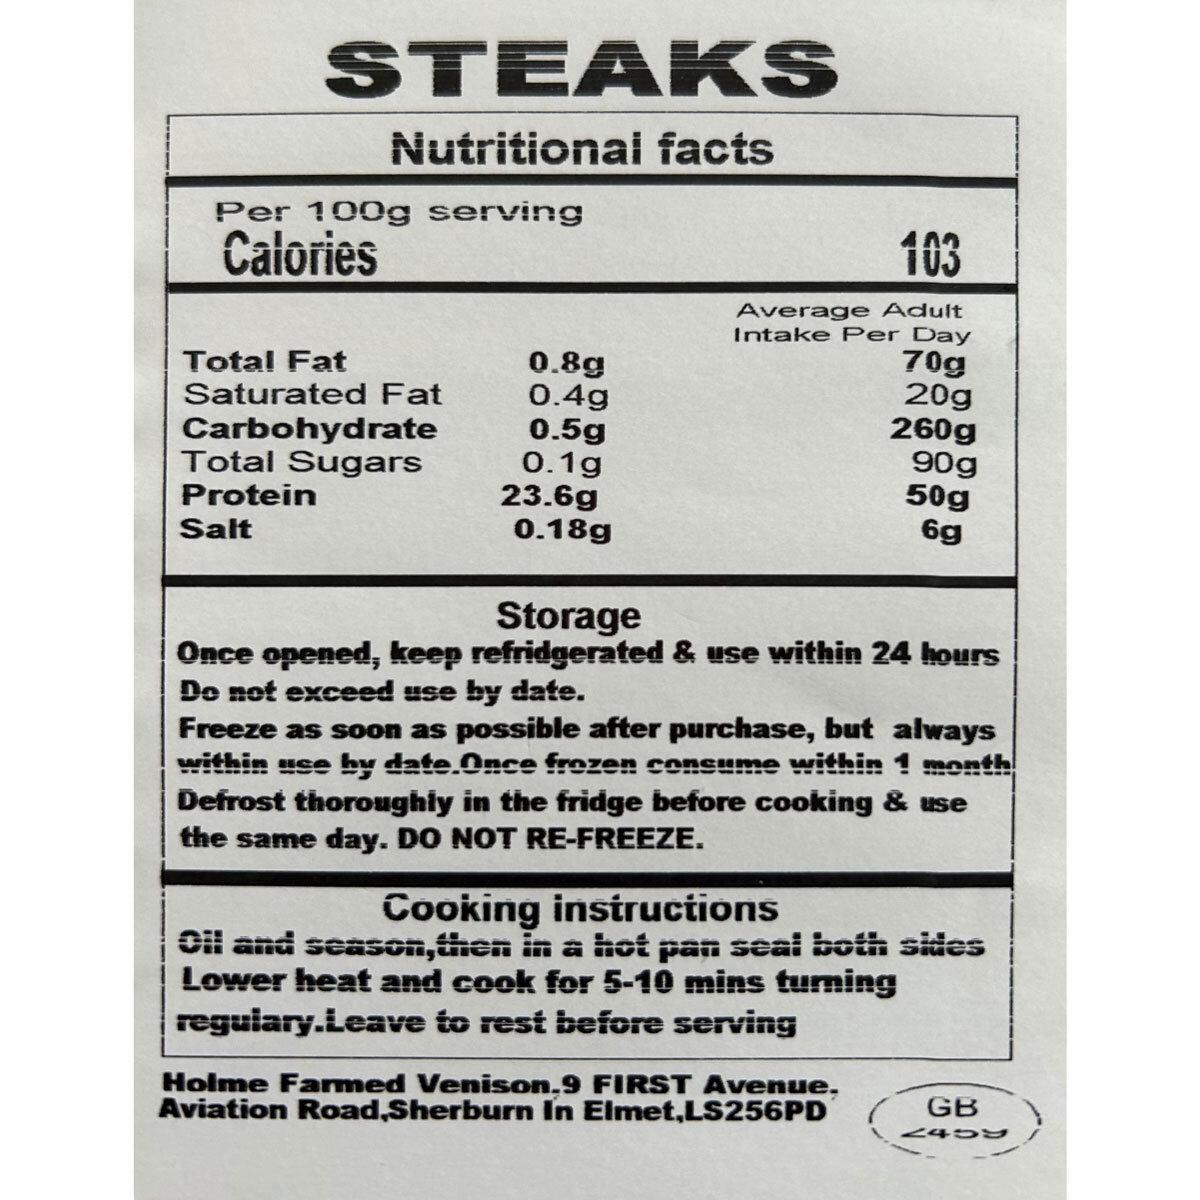 STEAKS
Nutritional facts
Per 100g serving
Calories 103
Average Adult
Intake Per Day
Total Fat 0.8g 70g
Saturated Fat 0.4g 20g
Carbohydrate 0.5g 260g
Total Sugars 0.1g 90g
Protein 23.6g 50g
Salt 0.18g 6g
Storage
Once opened, keep refridgerated & use within 24 hours
Do not exceed use by date.
Freeze as soon as possible after purchase, but always
within use by date.Once frozen consume within 1 month
Defrost thoroughly in the fridge before cooking & use
the same day. DO NOT RE-FREEZE.
Cooking instructions
Oil and season,then in a hot pan seal both sides
Lower heat and cook for 5-10 mins turning
regulary.Leave to rest before serving
Holme Farmed Venison.9 FIRST Avenue,
Aviation Road,Sherburn In Elmet,LS256PD
GB